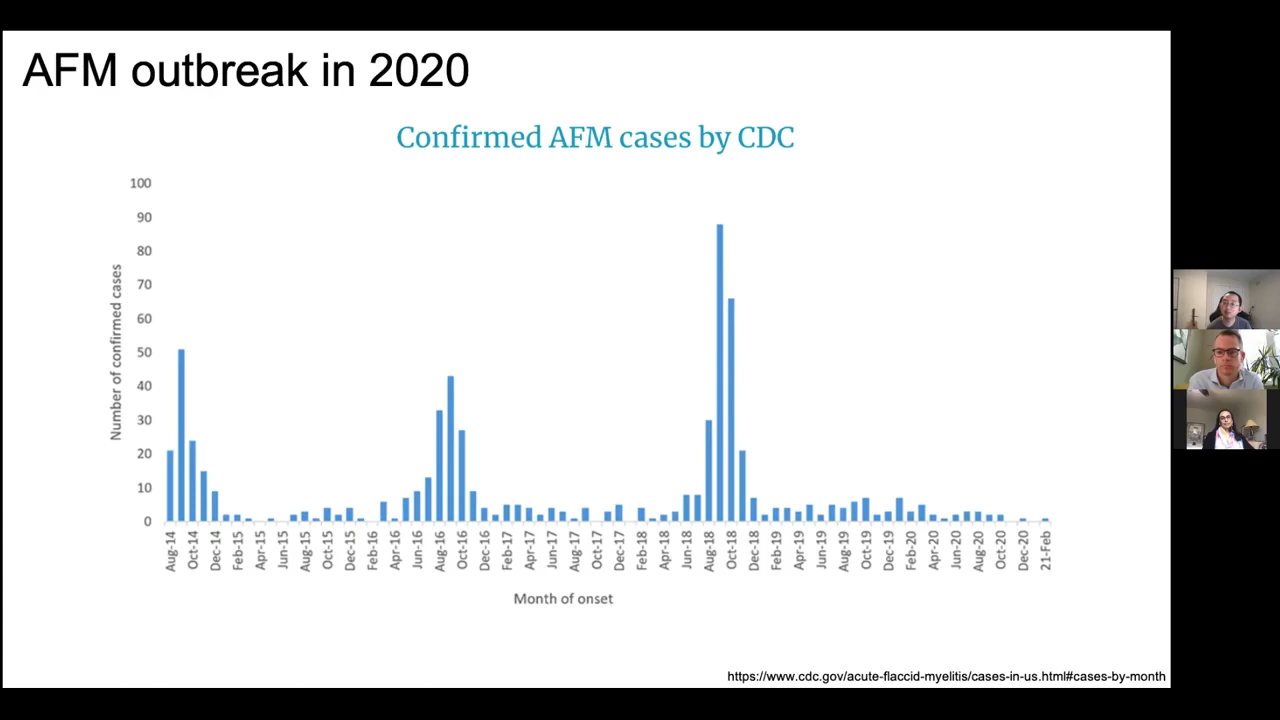 AFM outbreak in 2020
Confirmed AFM cases by CDC
100
90
80
70
60
50
40
30
20
10
0
Number of confirmed cases
Aug-14
Oct-14
Dec-14
Feb-15
Apr-15
Jun-15
Aug-15
Oct-15
Dec-15
Feb-16
Apr-16
Jun-16
Aug-16
Oct-16
Dec-16
Feb-17
Apr-17
Jun-17
Aug-17
Oct-17
Dec-17
Feb-18
Apr-18
Jun-18
Aug-18
Oct-18
Dec-18
Feb-19
Apr-19
Jun-19
Aug-19
Oct-19
Dec-19
Feb-20
Apr-20
Jun-20
Aug-20
Oct-20
Dec-20
21-Feb
Month of onset
https://www.cdc.gov/acute-flaccid-myelitis/cases-in-us.html#cases-by-month